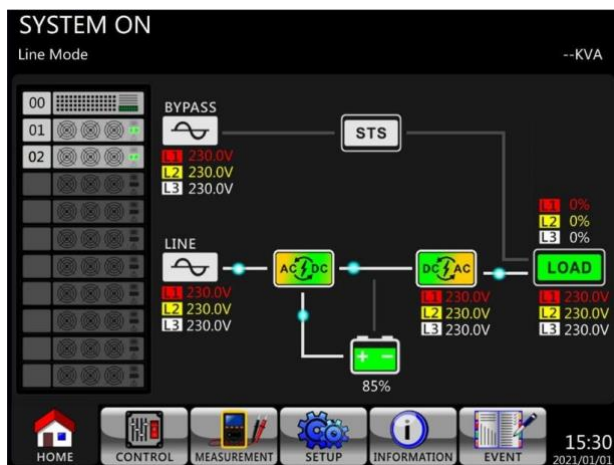 SYSTEM ON
Line Mode
--KVA
00
01
02
BYPASS
STS
L1 230.0V
L2 230.0V
L3 230.0V
L1 0%
L2 0%
L3 0%
LINE
AC DC
DC AC
LOAD
L1 230.0V
L2 230.0V
L3 230.0V
L1 230.0V
L2 230.0V
L3 230.0V
L1 230.0V
L2 230.0V
L3 230.0V
85%
HOME
CONTROL
MEASUREMENT
SETUP
INFORMATION
EVENT
15:30
2021/01/01